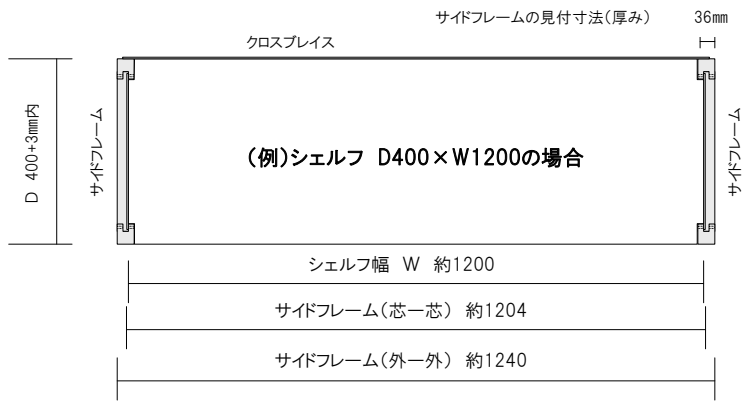 サイドフレームの見付寸法(厚み) 36㎜
クロスブレイス
D 400+3㎜内
サイドフレーム
(例)シェルフ D400×W1200の場合
サイドフレーム
シェルフ幅 W 約1200
サイドフレーム(芯ー芯) 約1204
サイドフレーム(外ー外) 約1240